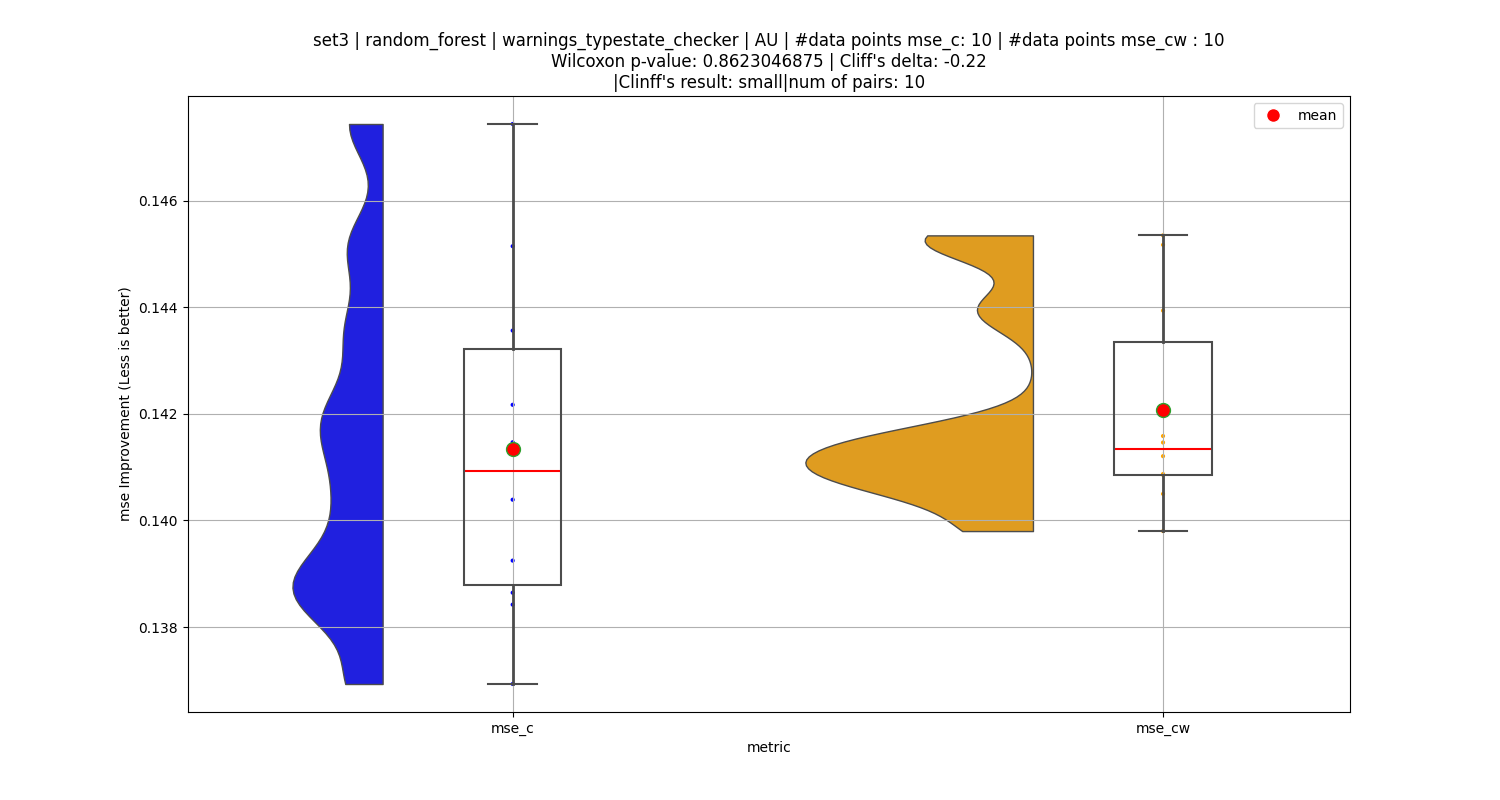 set3 | random_forest | warnings_typestate_checker | AU | #data points mse_c: 10 | #data points mse_cw : 10
Wilcoxon p-value: 0.8623046875 | Cliff's delta: -0.22
|Clinff's result: small|num of pairs: 10
mean
0.146
0.144
0.142
0.140
0.138
mse Improvement (Less is better)
mse_c
mse_cw
metric